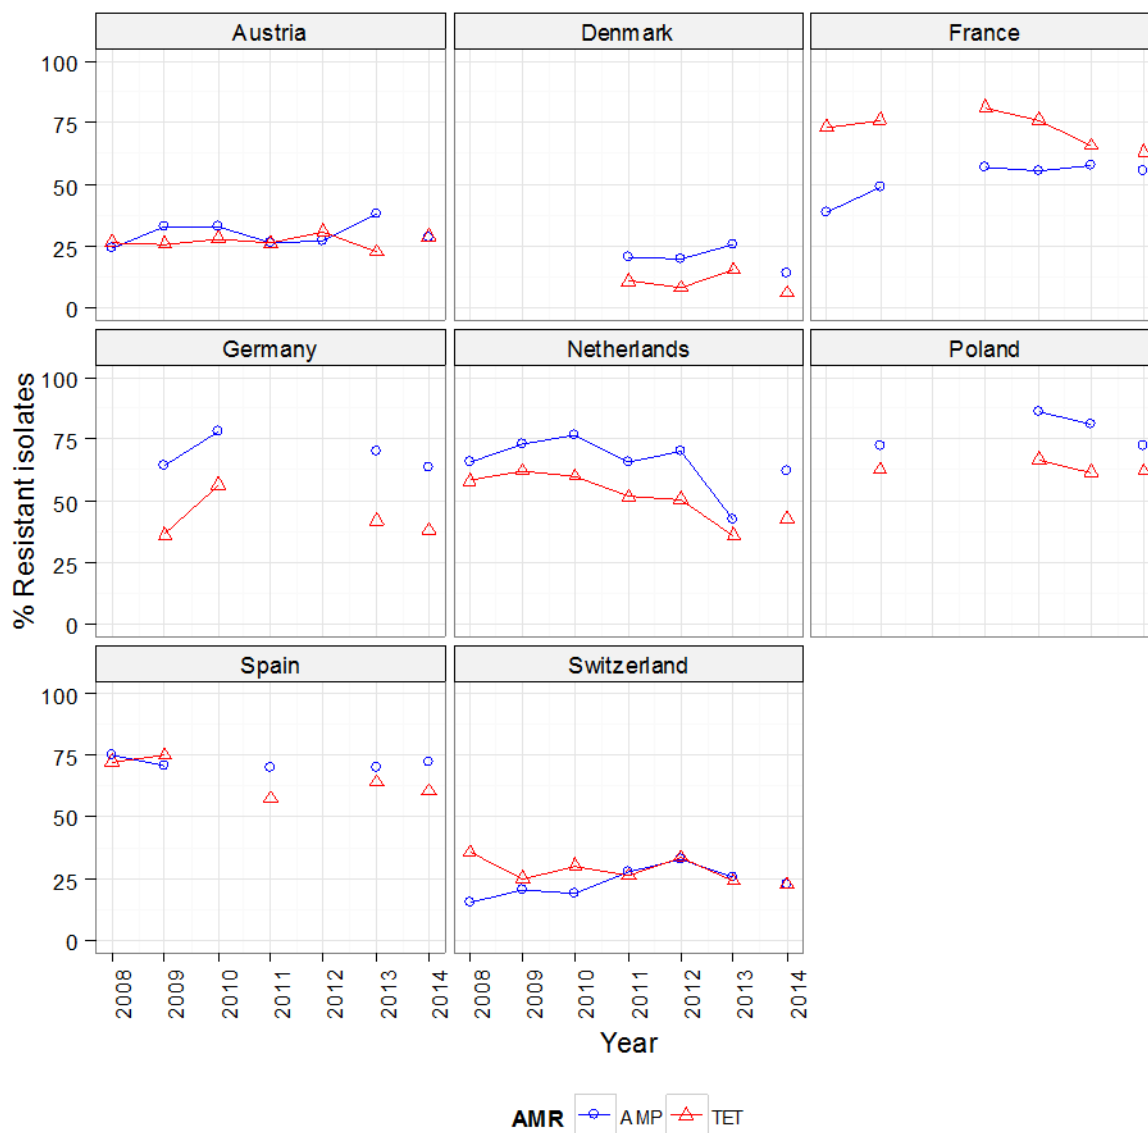 Austria Denmark France
100
75
50
25
0
Germany Netherlands Poland
100
75
50
25
0
% Resistant isolates
Spain Switzerland
100
75
50
25
0
2008 2009 2010 2011 2012 2013 2014 2008 2009 2010 2011 2012 2013 2014
Year
AMR AMP TET